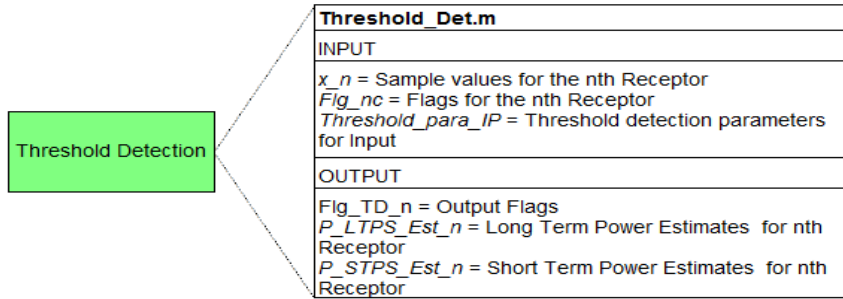 Threshold Detection
Threshold_Det.m
INPUT
x_n = Sample values for the nth Receptor
Flg_nc = Flags for the nth Receptor
Threshold_para_IP = Threshold detection parameters
for Input
OUTPUT
Flg_TD_n = Output Flags
P_LTPS_Est_n = Long Term Power Estimates for nth
Receptor
P_STPS_Est_n = Short Term Power Estimates for nth
Receptor